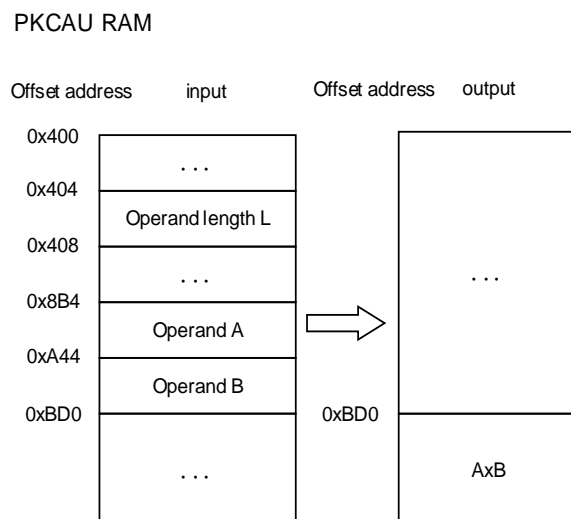 PKCAU RAM
Offset address input Offset address output
0x400
. . .
0x404
Operand length L
0x408
. . .
0x8B4
Operand A
0xA44
Operand B
0xBD0
. . .
. . .
0xBD0
AxB